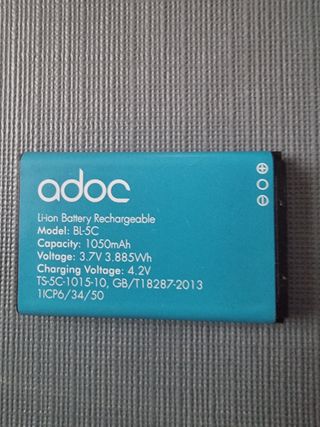 adoc
Li-ion Battery Rechargeable
Model: BL-5C
Capacity: 1050mAh
Voltage: 3.7V 3.885Wh
Charging Voltage: 4.2V
TS-5C-1015-10, GB/T18287-2013
1ICP6/34/50